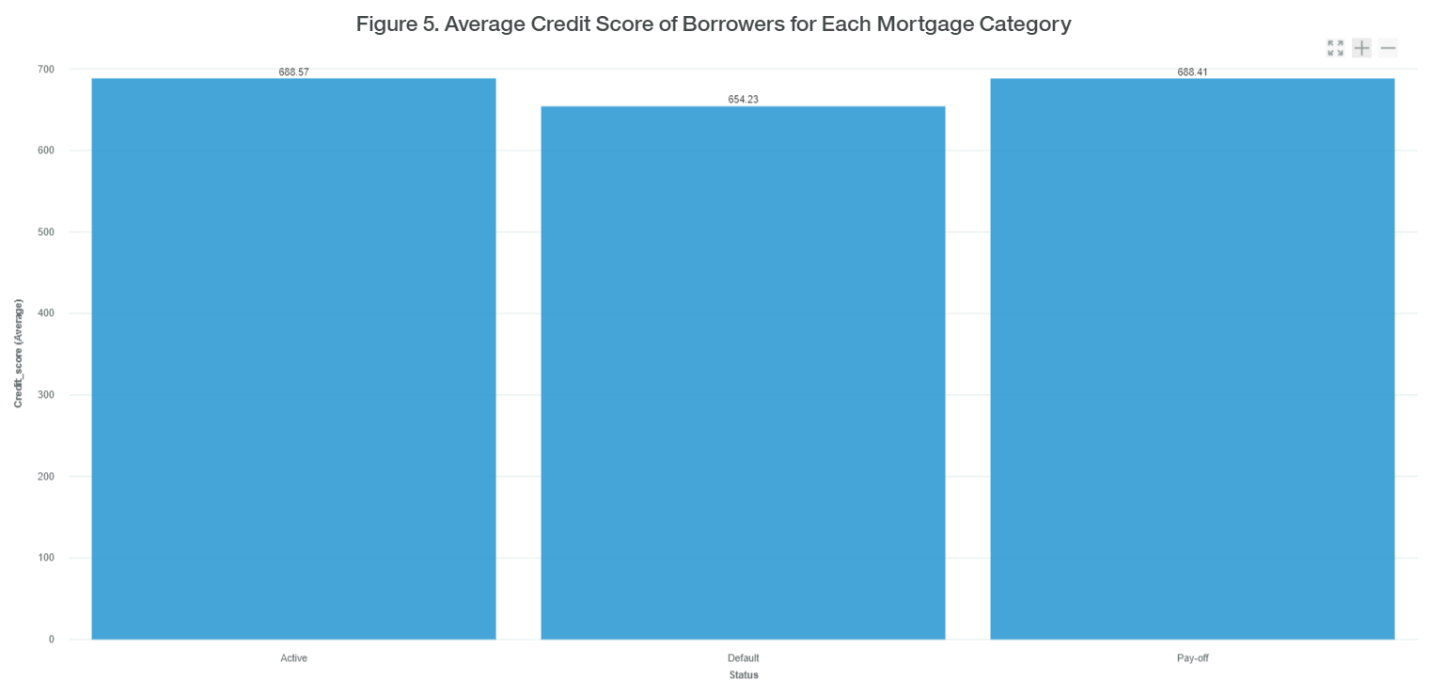 Figure 5. Average Credit Score of Borrowers for Each Mortgage Category
700
600
500
400
300
200
100
0
Credit_score (Average)
688.57
654.23
688.41
Active
Default
Pay-off
Status